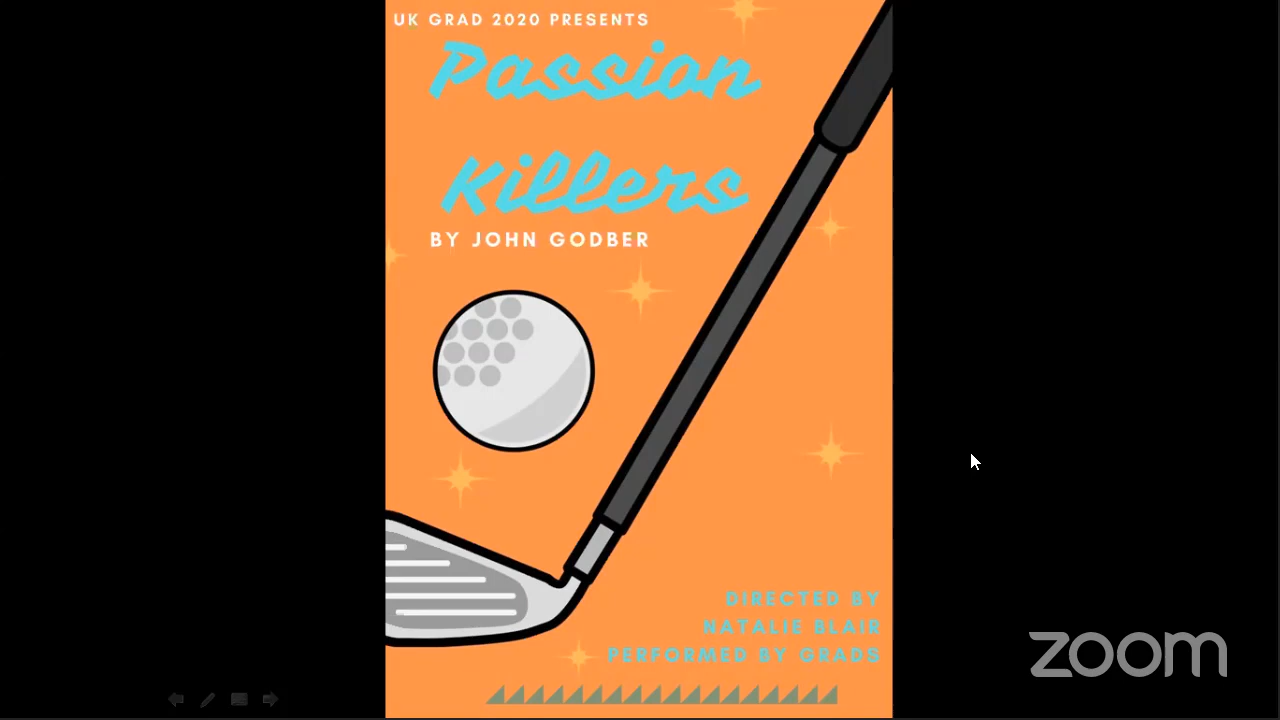 UK GRAD 2020 PRESENTS
Passion
Killers
BY JOHN GODBER
DIRECTED BY
NATALIE BLAIR
PERFORMED BY GRADS
zoom